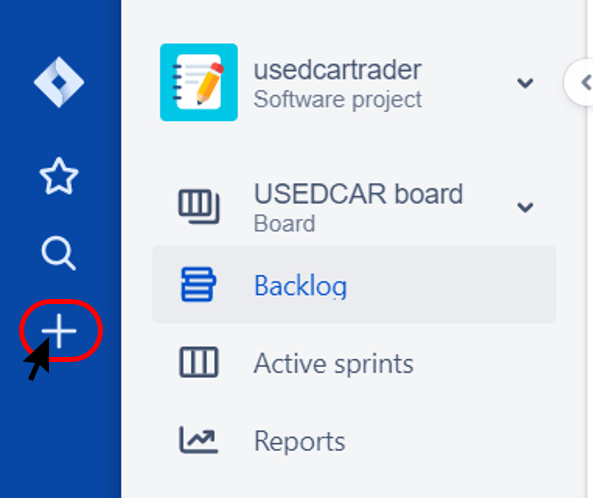 usedcartrader
Software project
USEDCAR board
Board
Backlog
Active sprints
Reports